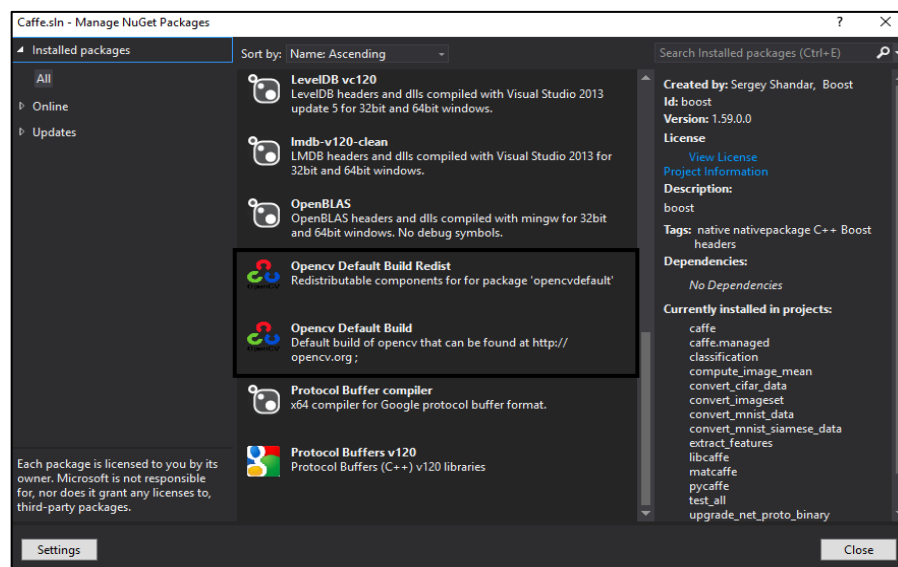 Caffe.sln - Manage NuGet Packages
?
Installed packages
All
Online
Updates
Each package is licensed to you by its
owner. Microsoft is not responsible
for, nor does it grant any licenses to,
third-party packages.
Settings
Sort by: Name: Ascending
LevelDB vc120
LevelDB headers and dlls compiled with Visual Studio 2013
update 5 for 32bit and 64bit windows.
lmdb-v120-clean
LMDB headers and dlls compiled with Visual Studio 2013 for
32bit and 64bit windows.
OpenBLAS
OpenBLAS headers and dlls compiled with mingw for 32bit
and 64bit windows. No debug symbols.
Opencv Default Build Redist
Redistributable components for for package 'opencvdefault'
Opencv Default Build
Default build of opencv that can be found at http://
opencv.org ;
Protocol Buffer compiler
x64 compiler for Google protocol buffer format.
Protocol Buffers v120
Protocol Buffers (C++) v120 libraries
Search Installed packages (Ctrl+E)
Created by: Sergey Shandar, Boost
Id: boost
Version: 1.59.0.0
License
View License
Project Information
Description:
boost
Tags: native nativepackage C++ Boost
headers
Dependencies:
No Dependencies
Currently installed in projects:
caffe
caffe.managed
classification
compute_image_mean
convert_cifar_data
convert_imageset
convert_mnist_data
convert_mnist_siamese_data
extract_features
libcaffe
matcaffe
pycaffe
test_all
upgrade_net_proto_binary
Close